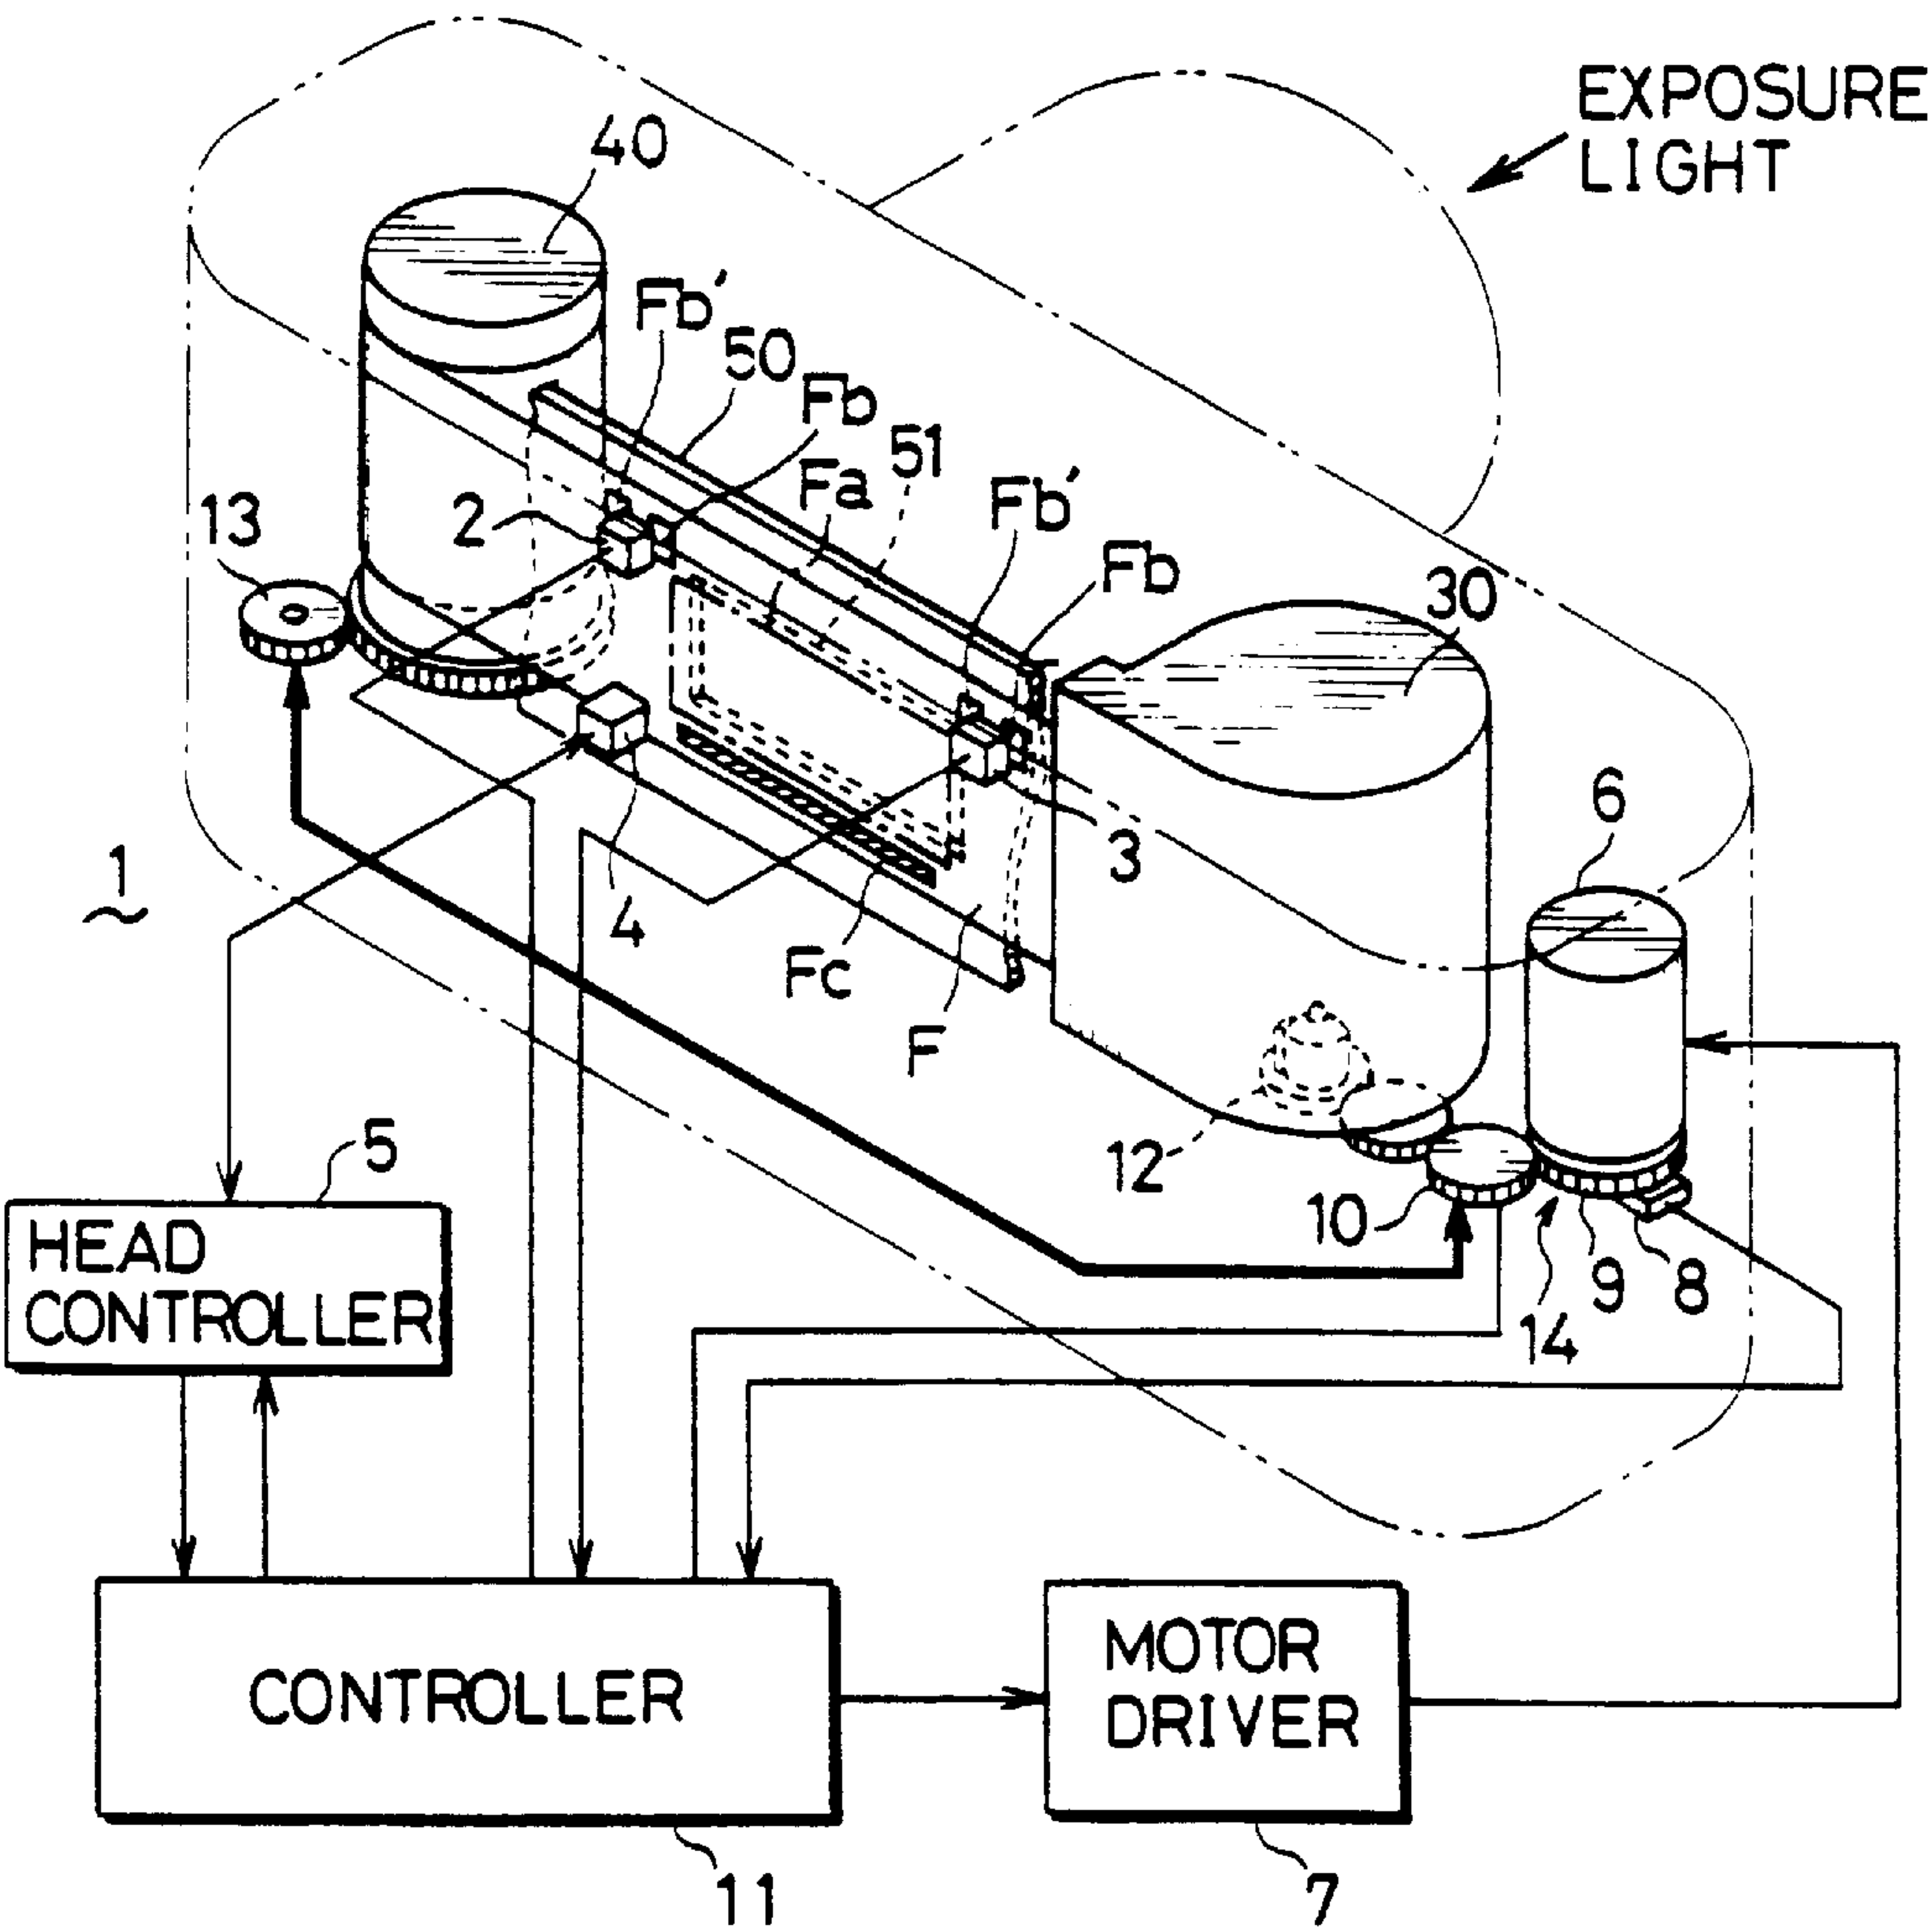 EXPOSURE
LIGHT
40
Fb′
50
Fb
51
Fa
Fb′
13
2
Fb
30
6
3
1
4
Fc
F
5
12
10
9
8
14
HEAD
CONTROLLER
MOTOR
DRIVER
CONTROLLER
11
7